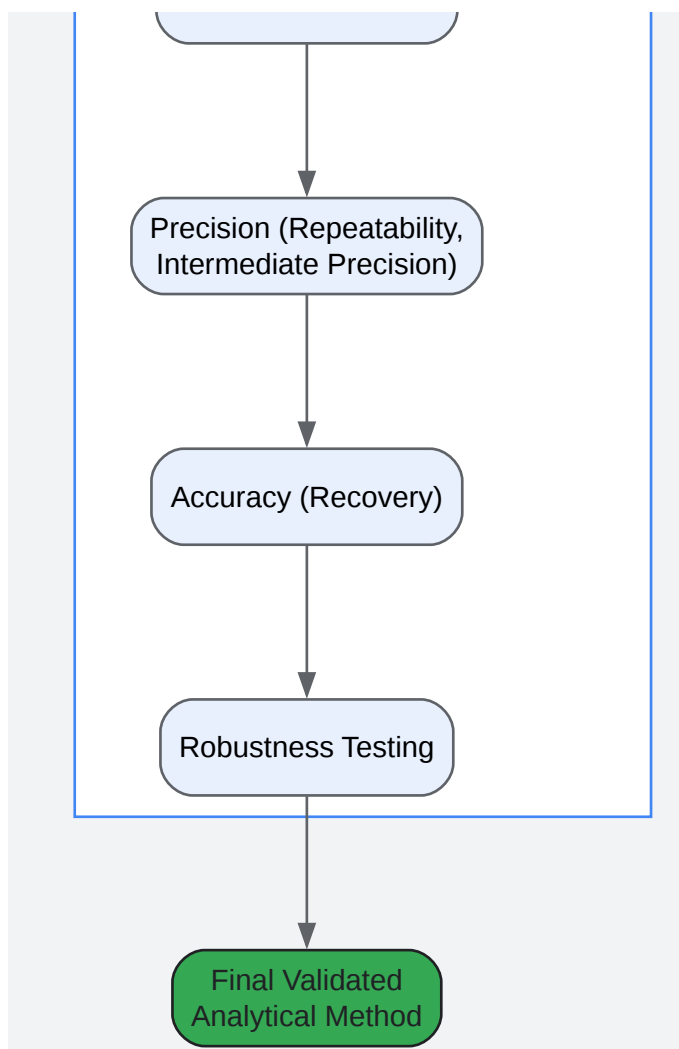 Precision (Repeatability,
Intermediate Precision)
Accuracy (Recovery)
Robustness Testing
Final Validated
Analytical Method